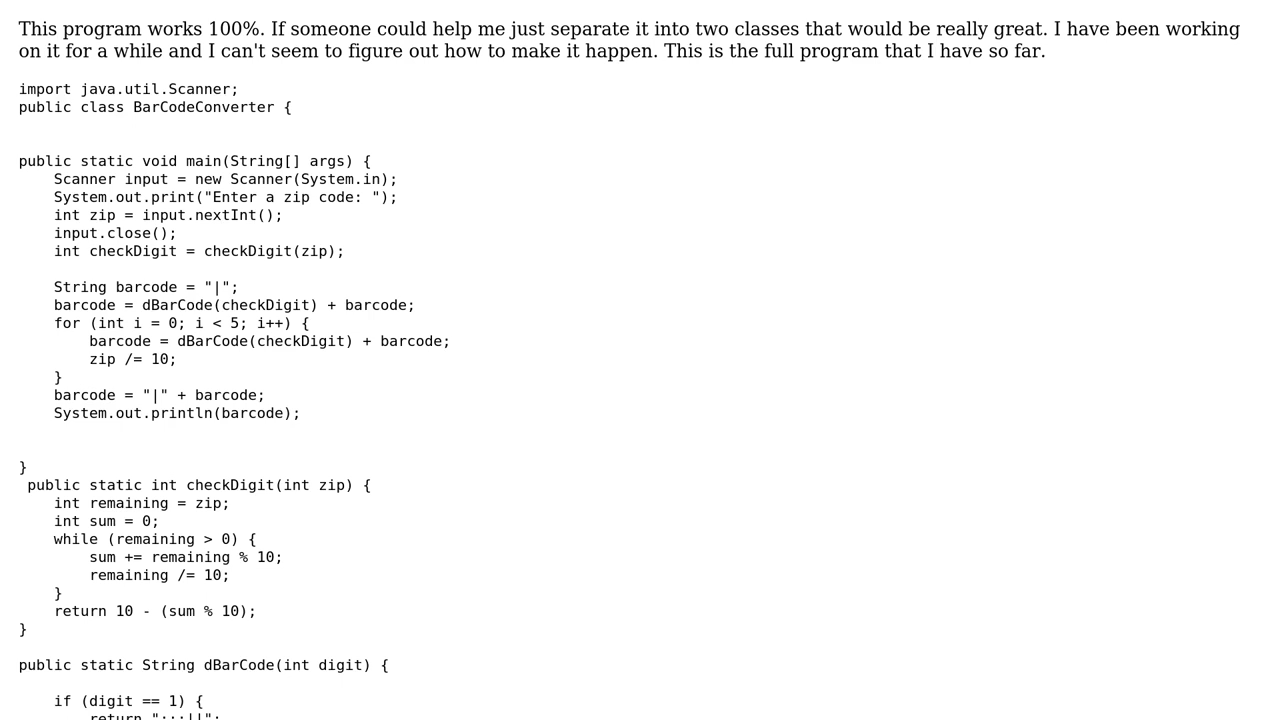 This program works 100%. If someone could help me just separate it into two classes that would be really great. I have been working
on it for a while and I can't seem to figure out how to make it happen. This is the full program that I have so far.
import java.util.Scanner;
public class BarCodeConverter {
public static void main(String[] args) {
    Scanner input = new Scanner(System.in);
    System.out.print("Enter a zip code: ");
    int zip = input.nextInt();
    input.close();
    int checkDigit = checkDigit(zip);
    String barcode = "|";
    barcode = dBarCode(checkDigit) + barcode;
    for (int i = 0; i < 5; i++) {
        barcode = dBarCode(checkDigit) + barcode;
        zip /= 10;
    }
    barcode = "|" + barcode;
    System.out.println(barcode);
}
 public static int checkDigit(int zip) {
    int remaining = zip;
    int sum = 0;
    while (remaining > 0) {
        sum += remaining % 10;
        remaining /= 10;
    }
    return 10 - (sum % 10);
}
public static String dBarCode(int digit) {
    if (digit == 1) {
        return ":::||";